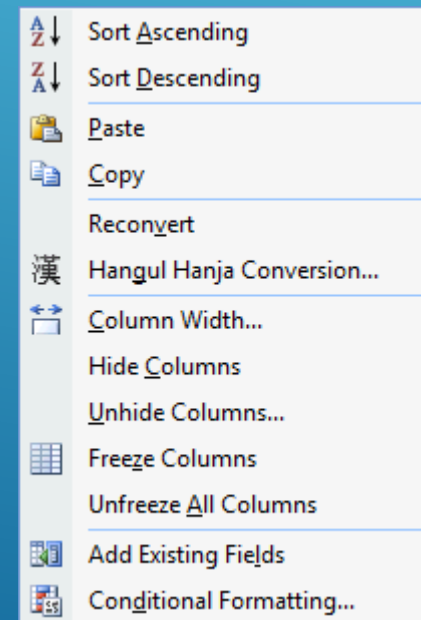 Sort Ascending
Sort Descending
Paste
Copy
Reconvert
漢 Hangul Hanja Conversion...
Column Width...
Hide Columns
Unhide Columns...
Freeze Columns
Unfreeze All Columns
Add Existing Fields
Conditional Formatting...